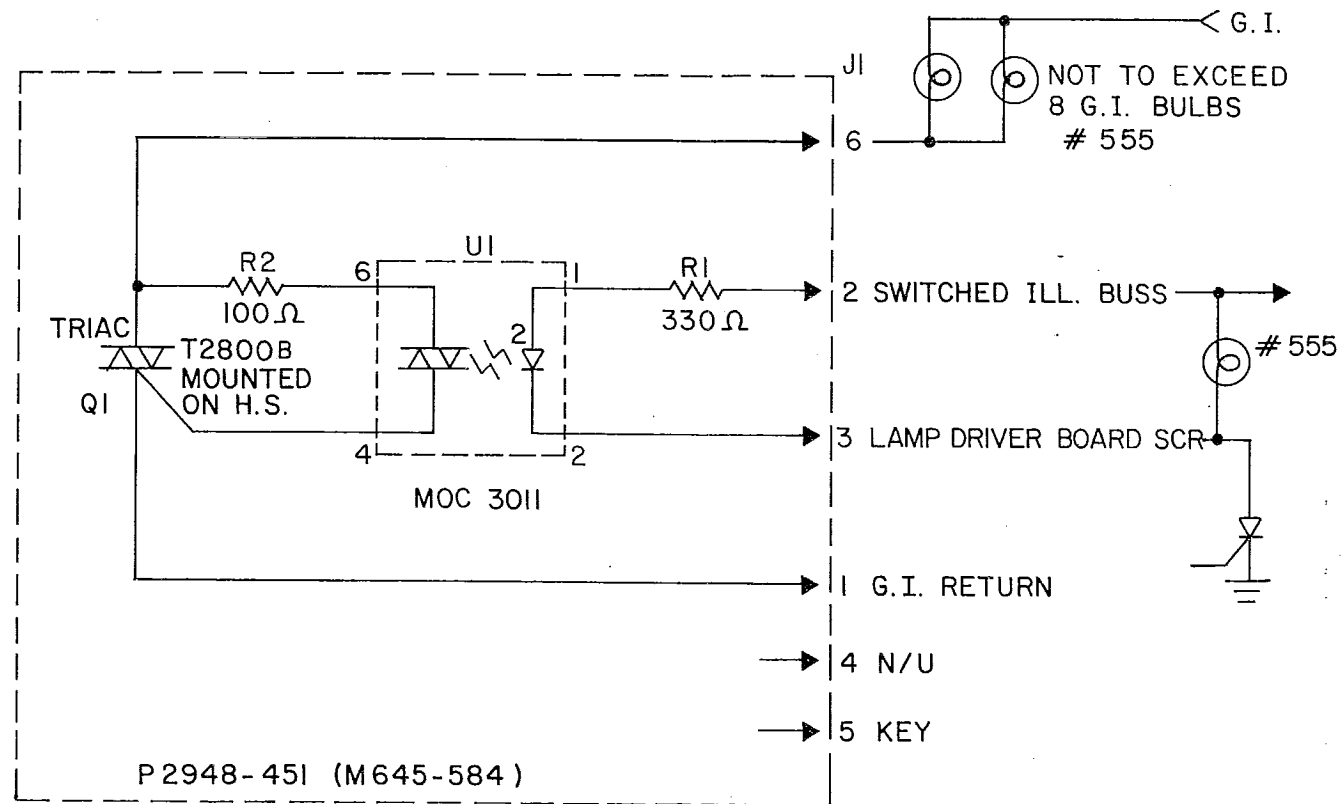 G.I.
J1
NOT TO EXCEED
8 G.I. BULBS
# 555
6
U1
R2
100Ω
6
1
R1
330Ω
2 SWITCHED ILL. BUSS
TRIAC
T2800B
MOUNTED
ON H.S.
Q1
2
# 555
4
2
3 LAMP DRIVER BOARD SCR
MOC 3011
1 G.I. RETURN
4 N/U
5 KEY
P2948-451 (M645-584)